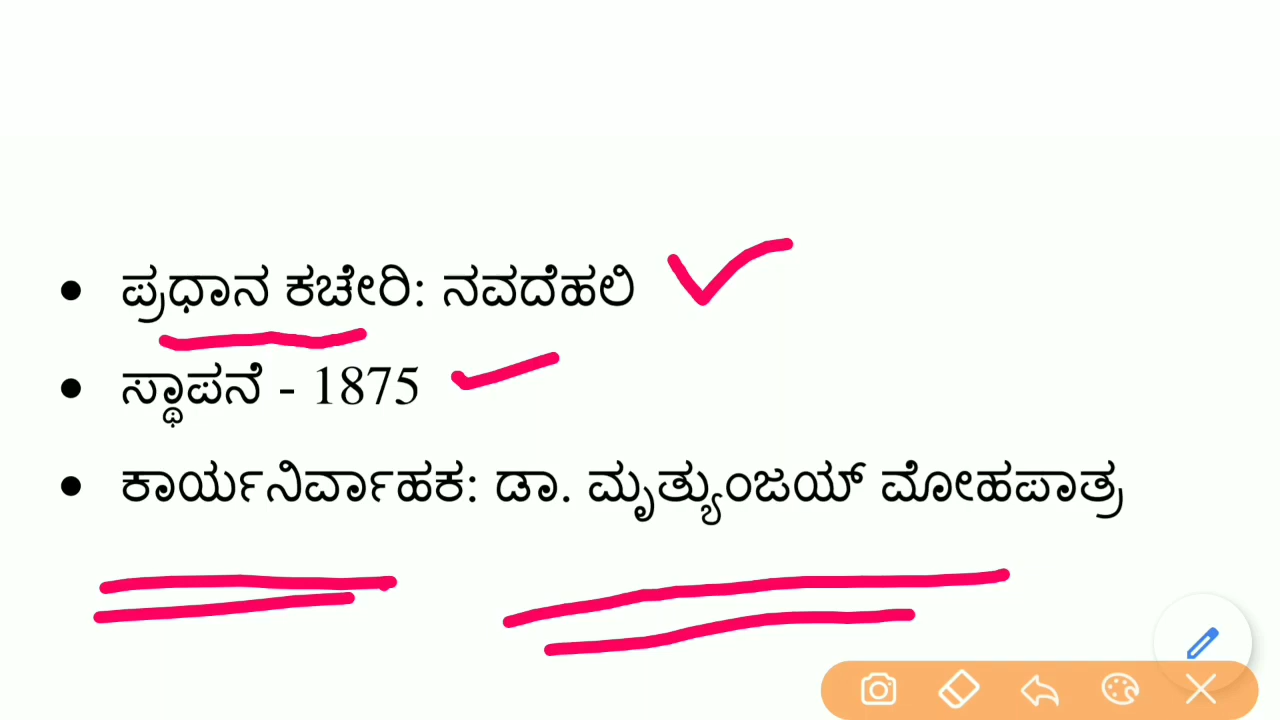 • ಪ್ರಧಾನ ಕಚೇರಿ: ನವದೆಹಲಿ
• ಸ್ಥಾಪನೆ - 1875
• ಕಾರ್ಯನಿರ್ವಾಹಕ: ಡಾ. ಮೃತ್ಯುಂಜಯ್ ಮೋಹಪಾತ್ರ